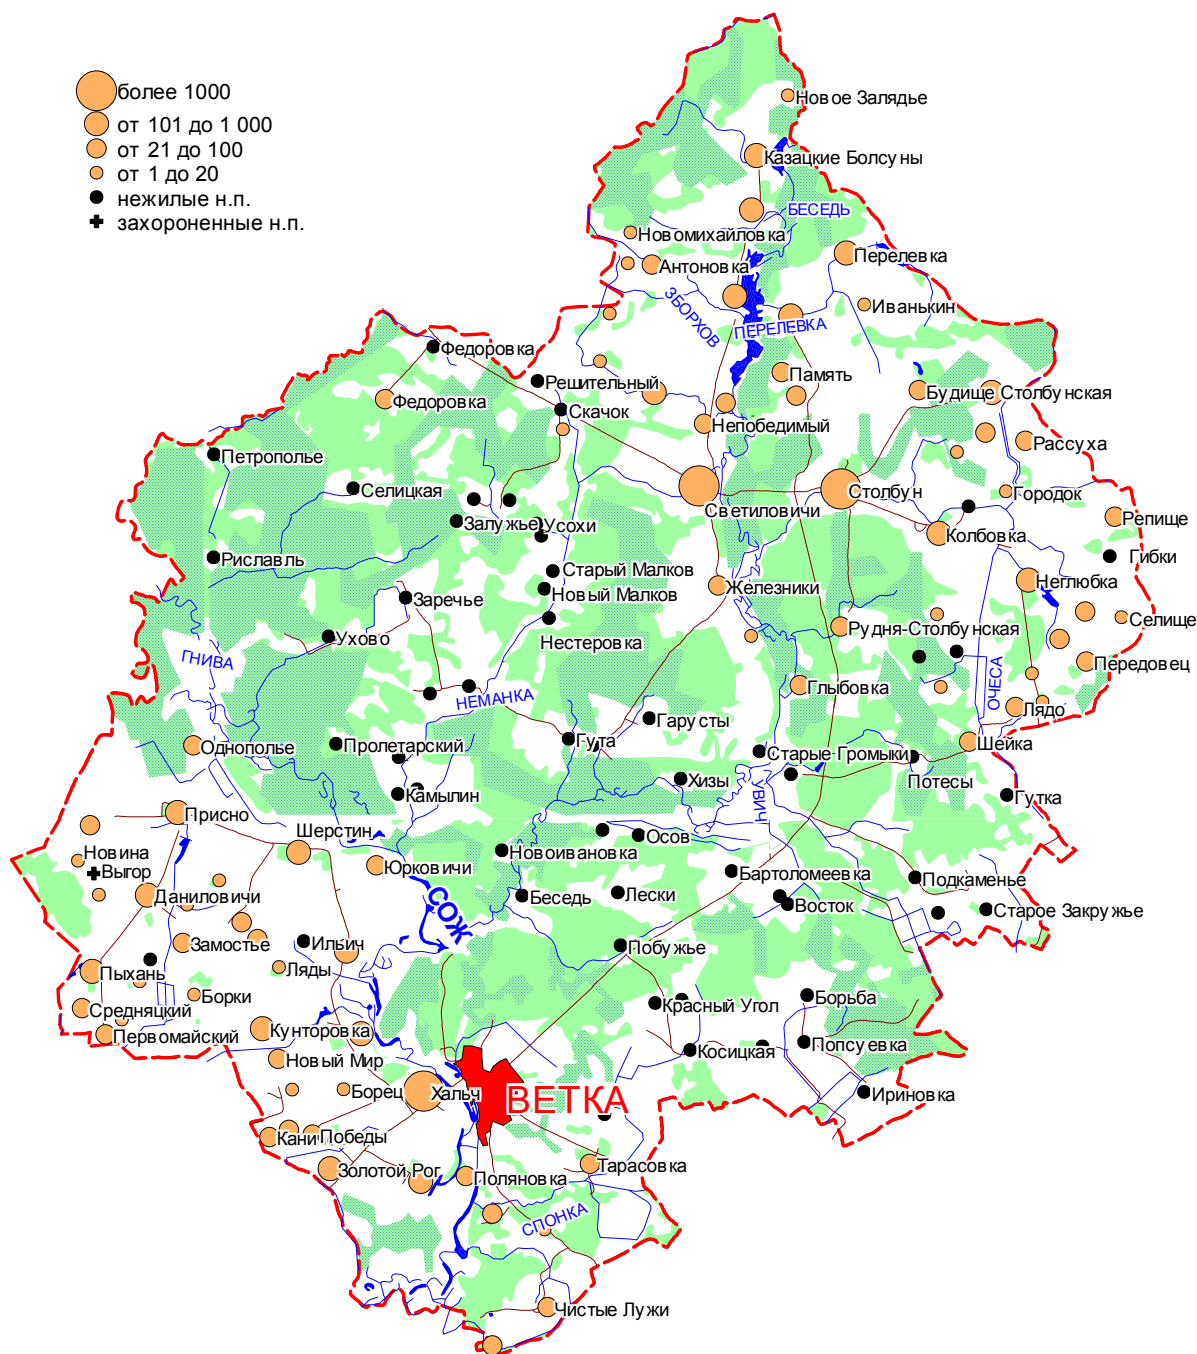 более 1000
от 101 до 1 000
от 21 до 100
от 1 до 20
нежилые н.п.
захороненные н.п.
Новое Залядье
Казацкие Болсуны
БЕСЕДЬ
Новомихайловка
Перелевка
Антоновка
ЗБОРХОВ
Иванькин
ПЕРЕЛЕВКА
Федоровка
Решительный
Память
Федоровка
Скачок
Будище
Столбунская
Непобедимый
Рассуха
Петрополье
Селицкая
Столбун
Городок
Светиловичи
Залужье
Усохи
Репище
Колбовка
Гибки
Риславль
Старый Малков
Неглюбка
Железники
Новый Малков
Заречье
Селище
Рудня-Столбунская
Ухово
Нестеровка
ГНИВА
Передовец
ОЧЕСА
Глыбовка
НЕМАНКА
Лядо
Гарусты
Однополье
Пролетарский
Гута
Шейка
Старые Громыки
Потесы
Хизы
УВИЧ
Камылин
Гутка
Присно
Шерстин
Осов
Новина
Новоивановка
Выгор
Юрковичи
Бартоломеевка
Подкаменье
Даниловичи
Беседь
Лески
Восток
Старое Закружье
СОЖ
Замостье
Ильич
Побужье
Пыхань
Ляды
Борки
Борьба
Средняцкий
Красный Угол
Первомайский
Кунторовка
Косицкая
Попсуевка
Новый Мир
Борец
Хальч
ВЕТКА
Ириновка
Кани
Победы
Золотой Рог
Тарасовка
Поляновка
СПОНКА
Чистые Лужи